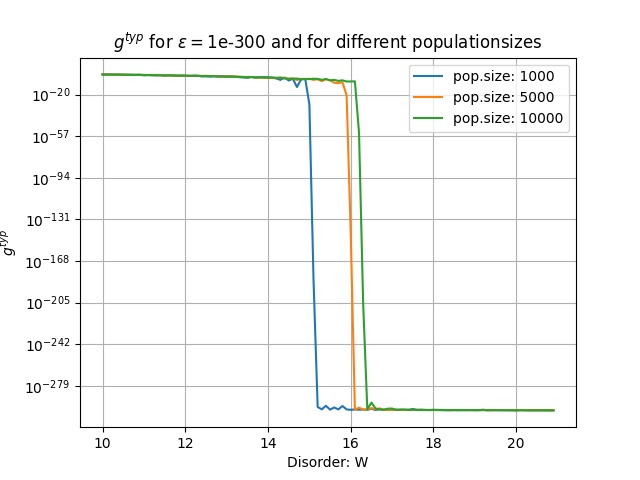 g^{typ} for ε = 1e-300 and for different populationsizes
pop.size: 1000
pop.size: 5000
pop.size: 10000
10^{-20}
10^{-57}
10^{-94}
10^{-131}
10^{-168}
10^{-205}
10^{-242}
10^{-279}
g^{typ}
10 12 14 16 18 20
Disorder: W